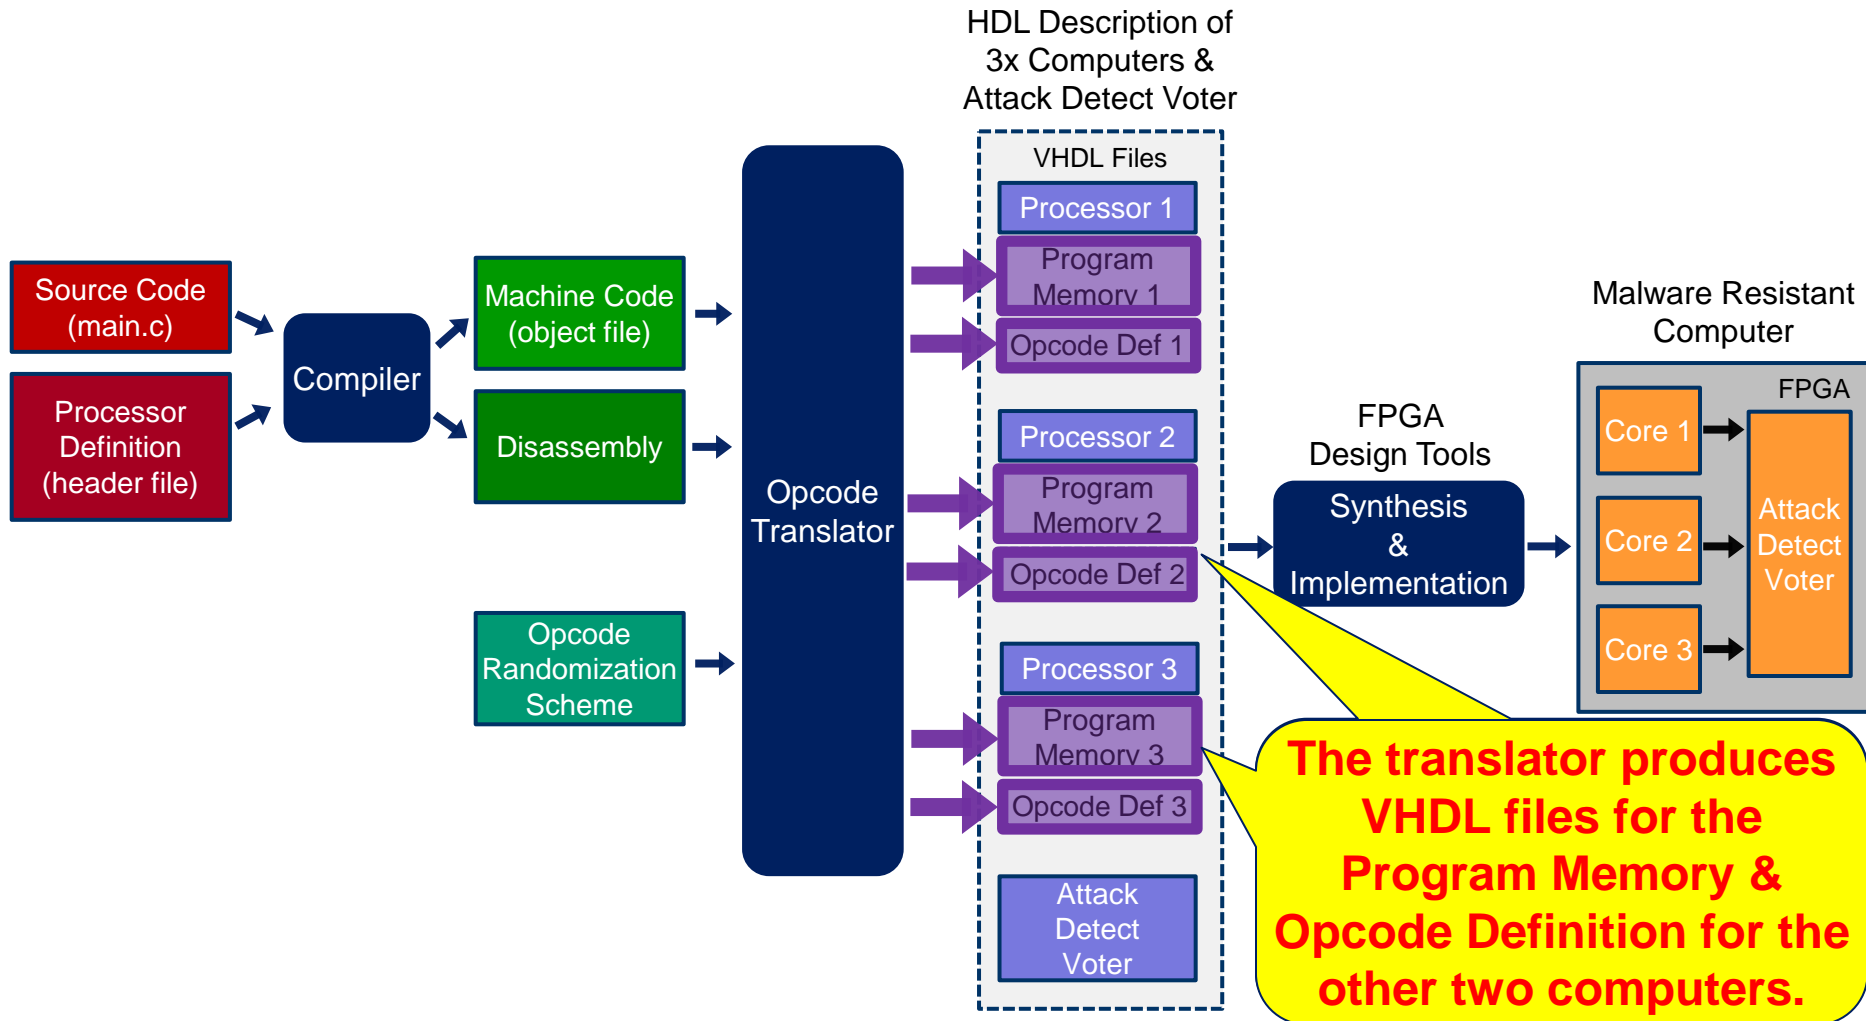 HDL Description of
3x Computers &
Attack Detect Voter
VHDL Files
Source Code
(main.c)
Processor
Definition
(header file)
Compiler
Machine Code
(object file)
Disassembly
Opcode
Randomization
Scheme
Opcode
Translator
Processor 1
Program
Memory 1
Opcode Def 1
Processor 2
Program
Memory 2
Opcode Def 2
Processor 3
Program
Memory 3
Opcode Def 3
Attack
Detect
Voter
FPGA
Design Tools
Synthesis
&
Implementation
Malware Resistant
Computer
FPGA
Core 1
Core 2
Core 3
Attack
Detect
Voter
The translator produces
VHDL files for the
Program Memory &
Opcode Definition for the
other two computers.